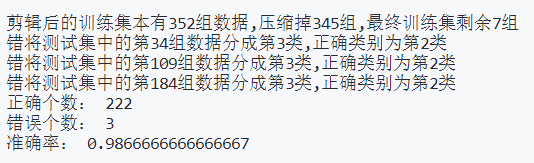 剪辑后的训练集本有352组数据,压缩掉345组,最终训练集剩余7组
错将测试集中的第34组数据分成第3类,正确类别为第2类
错将测试集中的第109组数据分成第3类,正确类别为第2类
错将测试集中的第184组数据分成第3类,正确类别为第2类
正确个数： 222
错误个数： 3
准确率： 0.9866666666666667